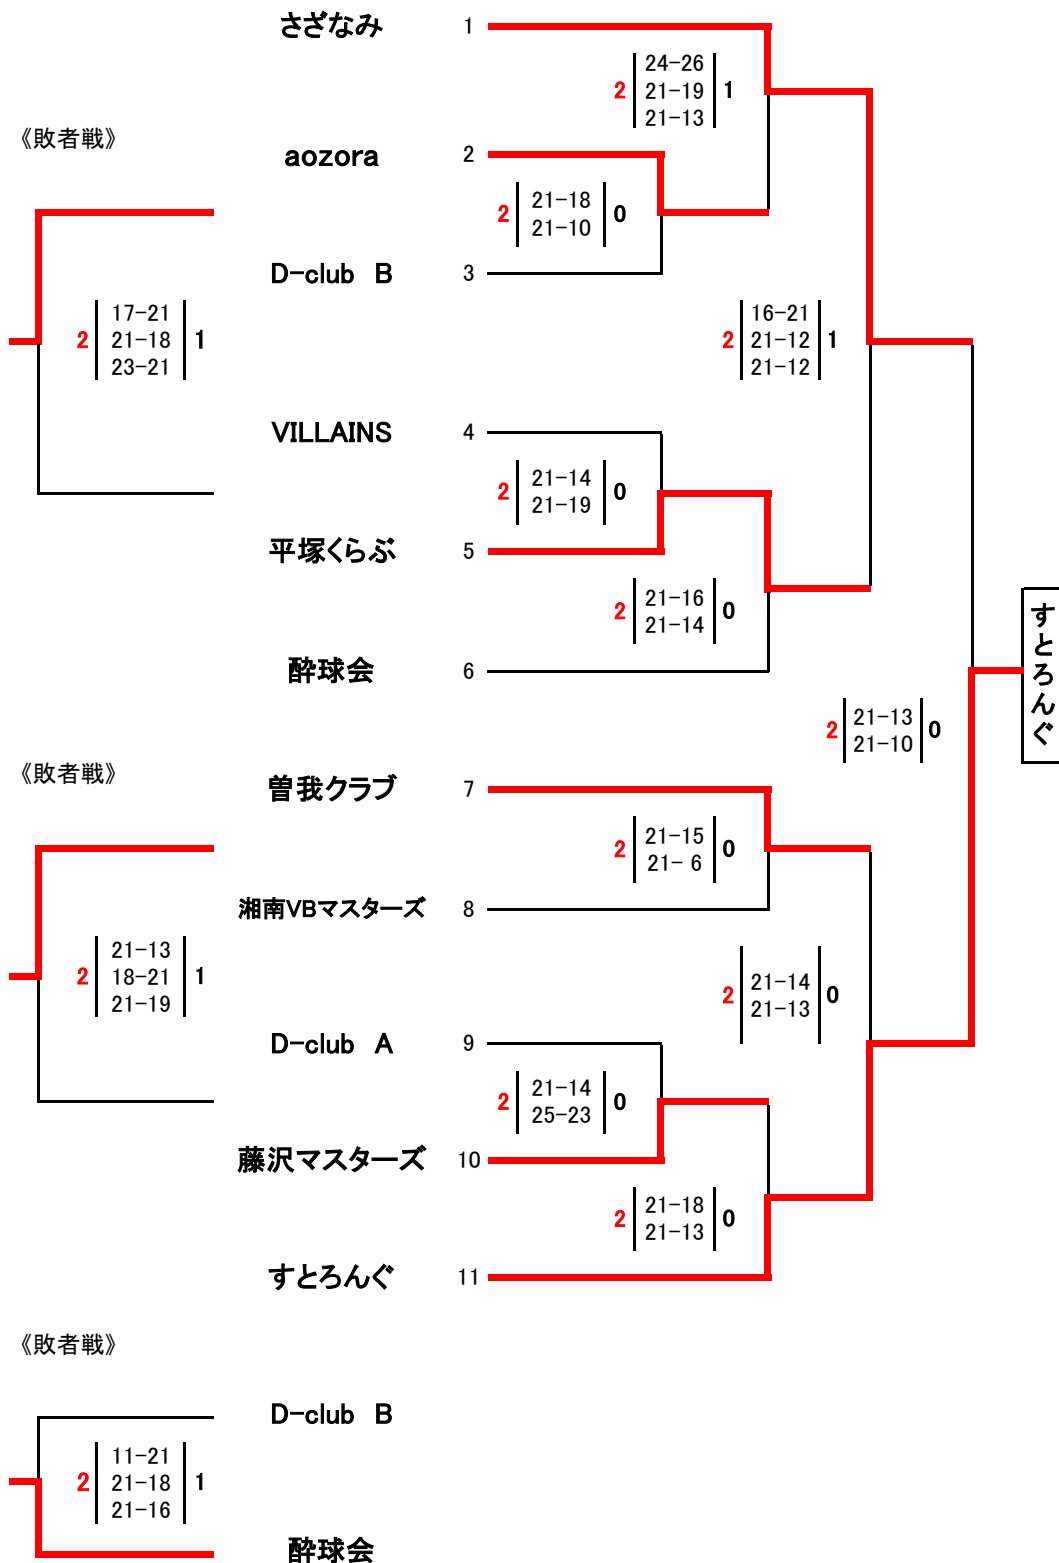 さざなみ 1
2 24-26 1
21-19
21-13
《敗者戦》
aozora 2
2 21-18 0
21-10
D-club B 3
2 17-21 1
21-18
23-21
2 16-21 1
21-12
21-12
VILLAINS 4
2 21-14 0
21-19
平塚くらぶ 5
2 21-16 0
21-14
酔球会 6
すとろんぐ
2 21-13 0
21-10
《敗者戦》
曽我クラブ 7
2 21-15 0
21- 6
湘南VBマスターズ 8
2 21-13 1
18-21
21-19
2 21-14 0
21-13
D-club A 9
2 21-14 0
25-23
藤沢マスターズ 10
2 21-18 0
21-13
すとろんぐ 11
《敗者戦》
D-club B
2 11-21 1
21-18
21-16
酔球会